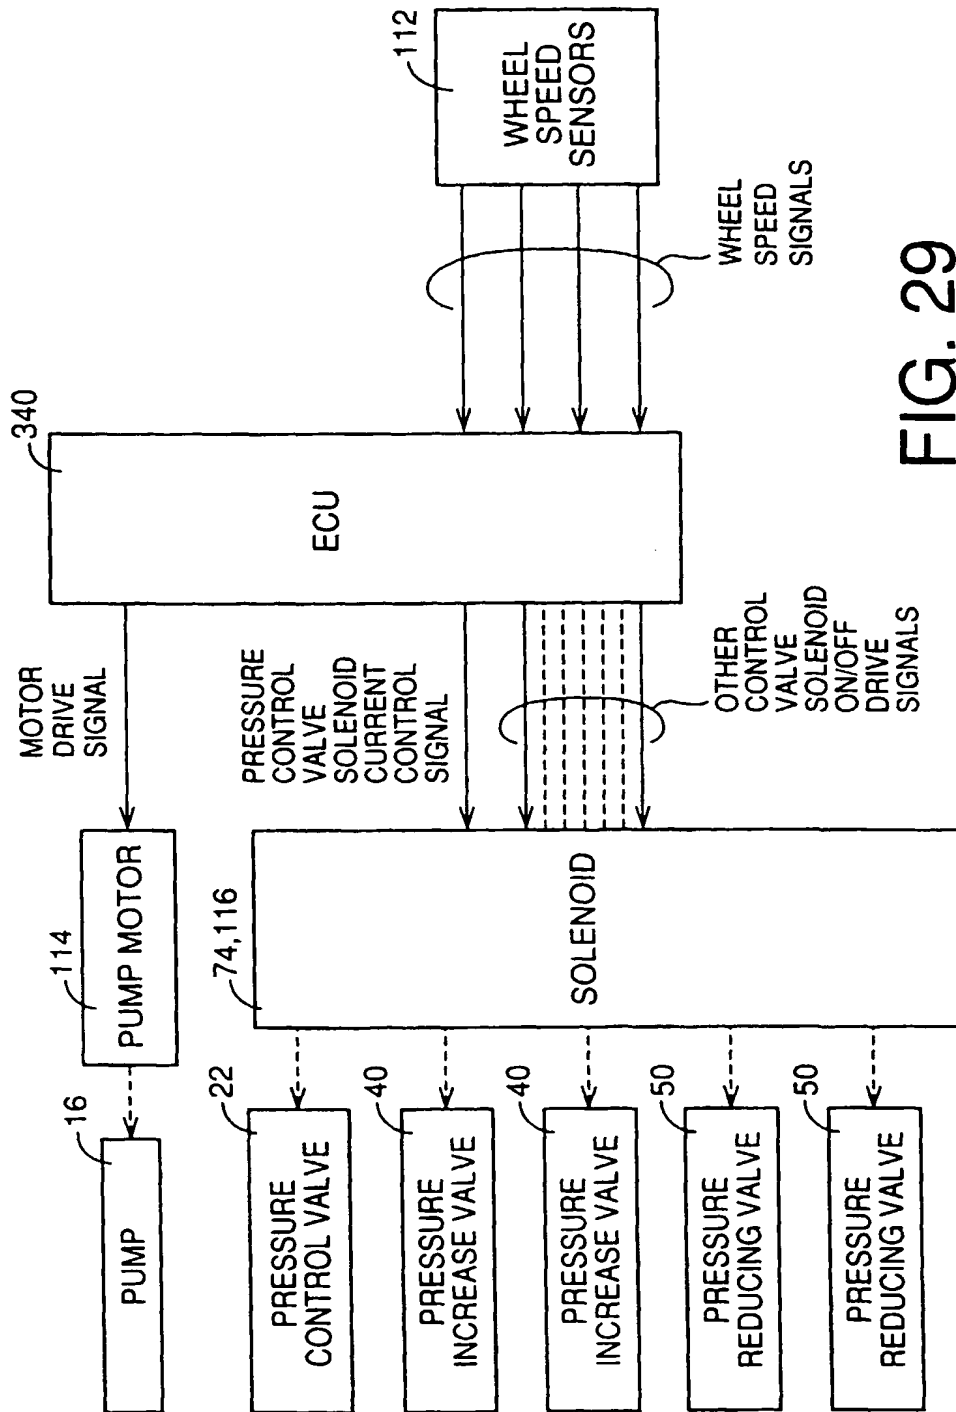 112
WHEEL
SPEED
SENSORS
WHEEL
SPEED
SIGNALS
340
ECU
MOTOR
DRIVE
SIGNAL
PRESSURE
CONTROL
VALVE
SOLENOID
CURRENT
CONTROL
SIGNAL
OTHER
CONTROL
VALVE
SOLENOID
ON/OFF
DRIVE
SIGNALS
114
PUMP MOTOR
74,116
SOLENOID
16
PUMP
22
PRESSURE
CONTROL VALVE
40
PRESSURE
INCREASE VALVE
40
PRESSURE
INCREASE VALVE
50
PRESSURE
REDUCING VALVE
50
PRESSURE
REDUCING VALVE
FIG. 29